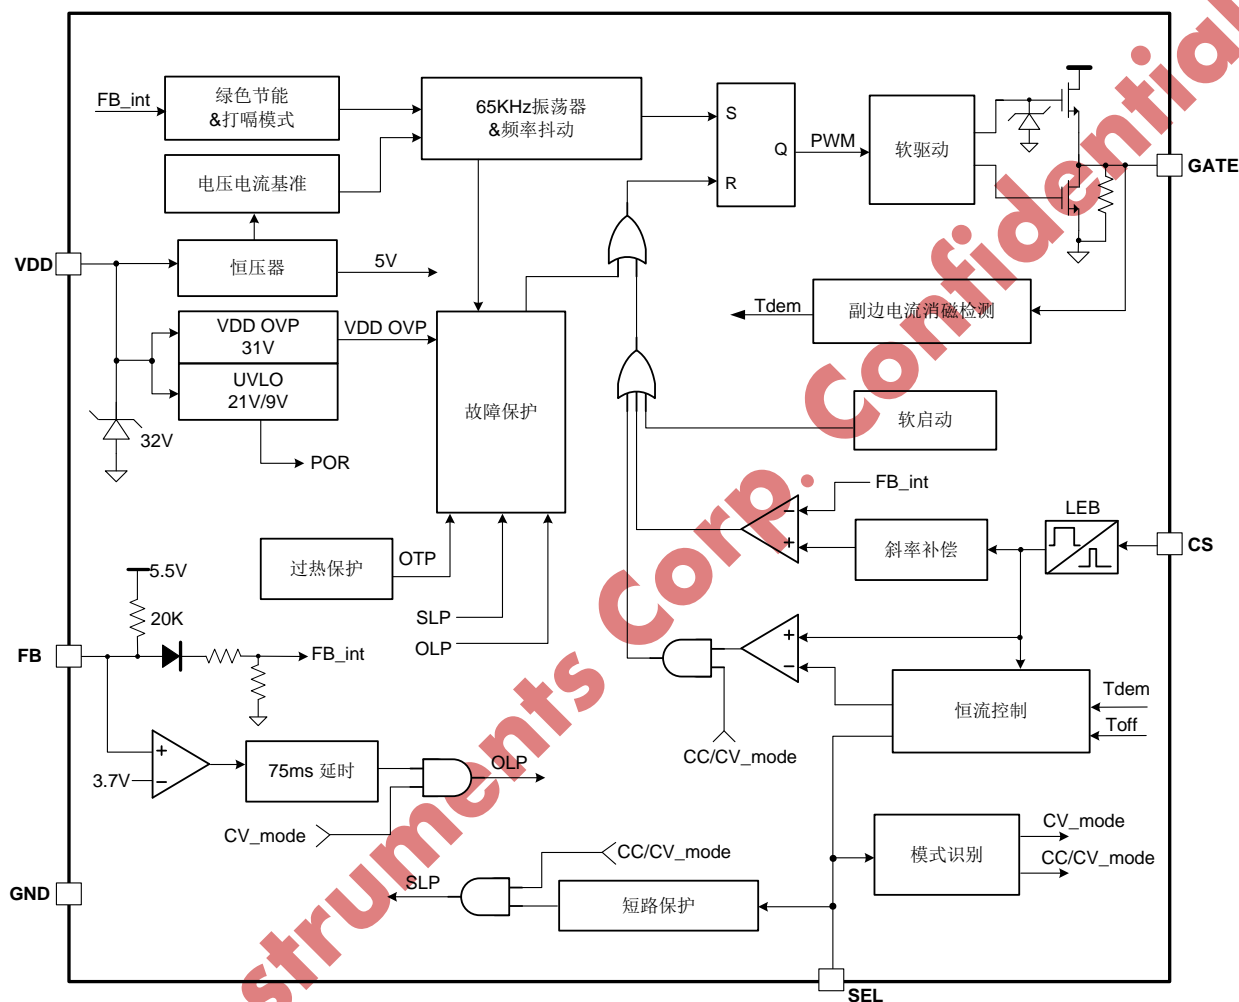 FB_int
绿色节能
&打嗝模式
65KHz振荡器
&频率抖动
S
Q
R
PWM
软驱动
GATE
电压电流基准
VDD
恒压器
5V
VDD OVP
31V
VDD OVP
UVLO
21V/9V
32V
POR
故障保护
Tdem
副边电流消磁检测
软启动
FB_int
LEB
CS
斜率补偿
过热保护
OTP
SLP
OLP
5.5V
20K
FB
FB_int
恒流控制
Tdem
Toff
CC/CV_mode
3.7V
75ms 延时
OLP
CV_mode
CC/CV_mode
SLP
短路保护
模式识别
CV_mode
CC/CV_mode
GND
SEL
struments Corp. Confidential